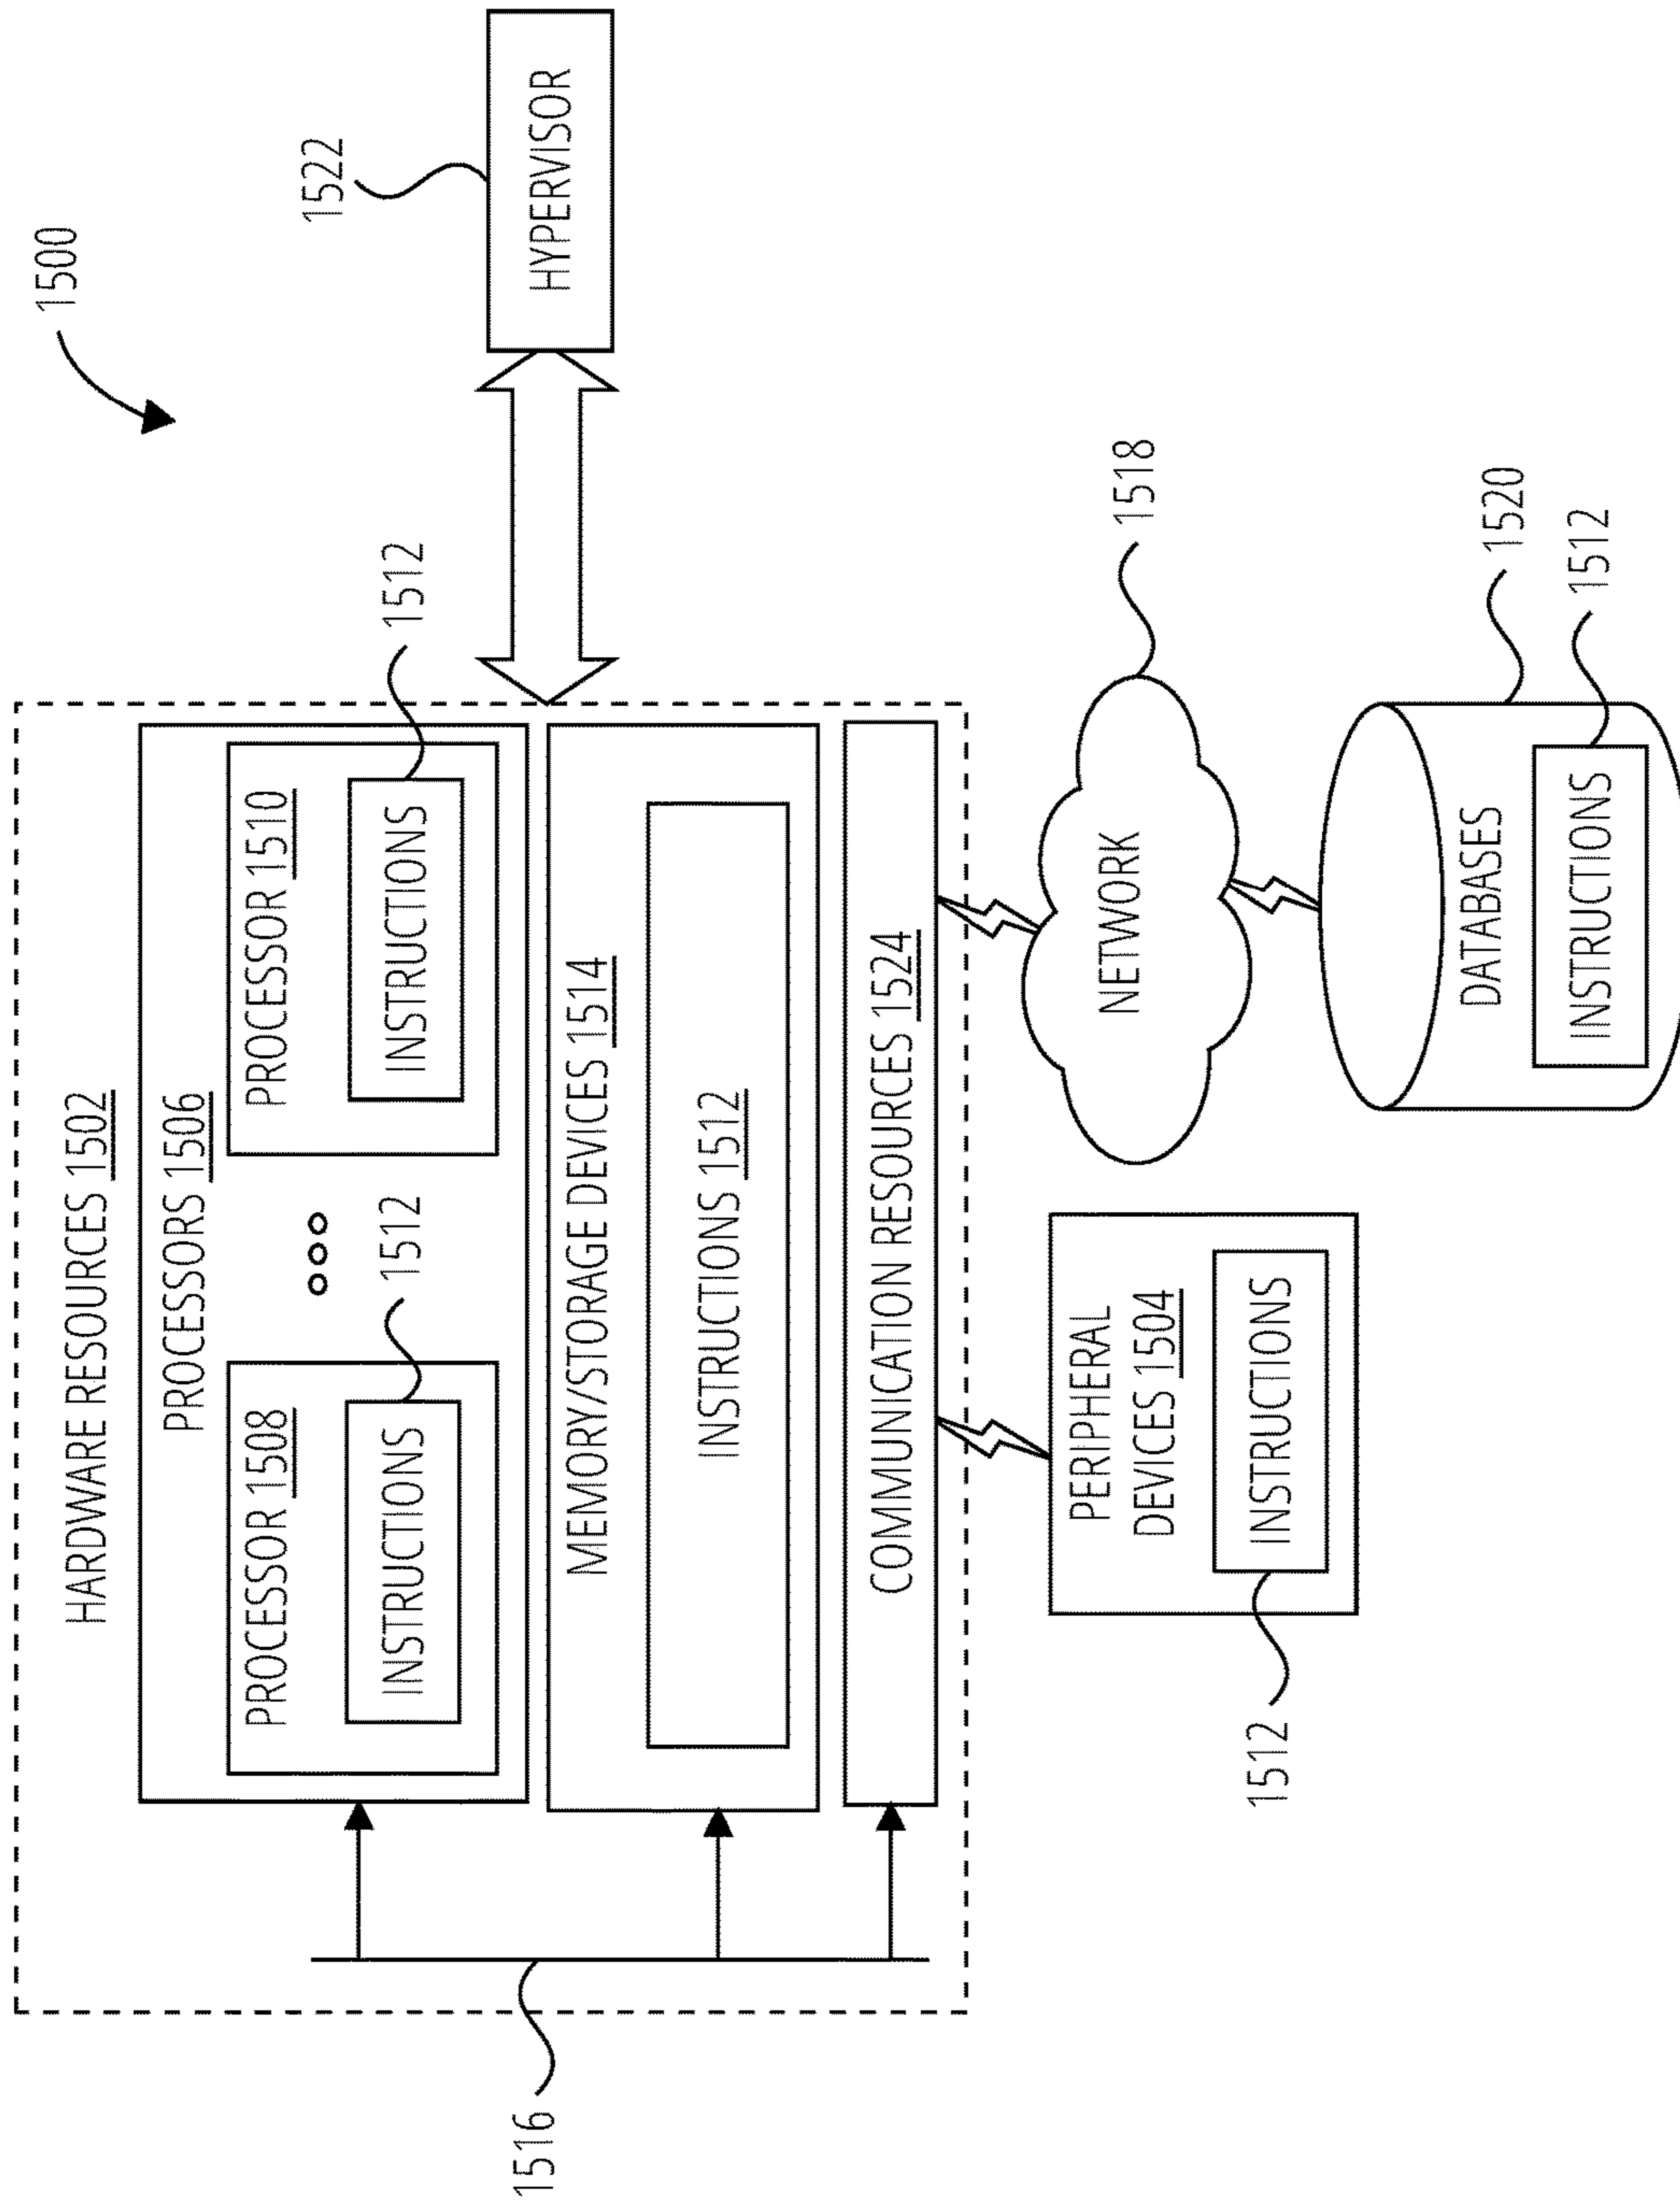 1500
HARDWARE RESOURCES 1502
PROCESSORS 1506
PROCESSOR 1508
INSTRUCTIONS
1512
PROCESSOR 1510
INSTRUCTIONS
1512
1522
HYPERVISOR
MEMORY/STORAGE DEVICES 1514
INSTRUCTIONS 1512
1516
COMMUNICATION RESOURCES 1524
PERIPHERAL
DEVICES 1504
INSTRUCTIONS
1512
NETWORK
1518
DATABASES
1520
INSTRUCTIONS
1512